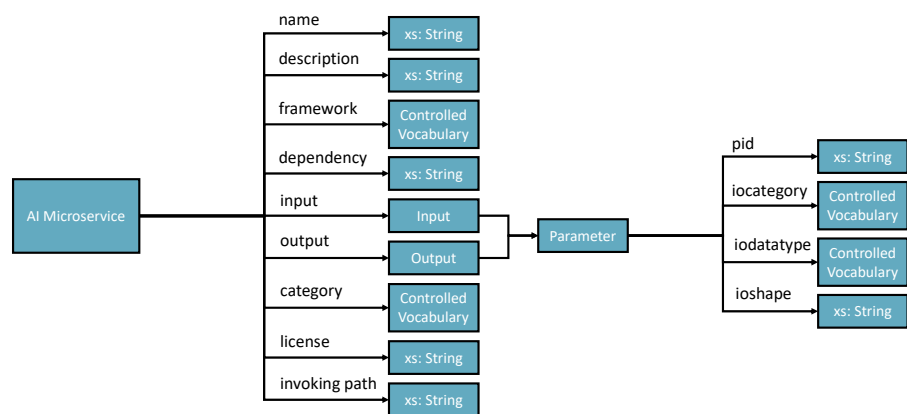 name
xs: String
description
xs: String
framework
Controlled
Vocabulary
dependency
xs: String
AI Microservice
input
Input
output
Output
category
Controlled
Vocabulary
license
xs: String
invoking path
xs: String
Parameter
pid
xs: String
iocategory
Controlled
Vocabulary
iodatatype
Controlled
Vocabulary
ioshape
xs: String